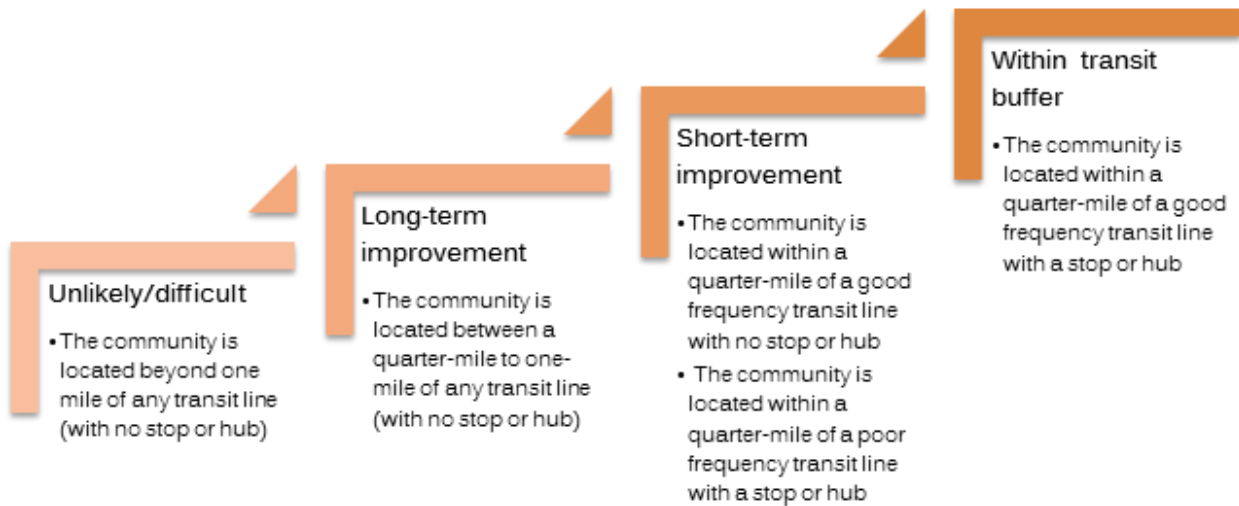 Unlikely/difficult
•The community is
located beyond one
mile of any transit line
(with no stop or hub)
Long-term
improvement
•The community is
located between a
quarter-mile to one-
mile of any transit line
(with no stop or hub)
Short-term
improvement
•The community is
located within a
quarter-mile of a good
frequency transit line
with no stop or hub
• The community is
located within a
quarter-mile of a poor
frequency transit line
with a stop or hub
Within transit
buffer
•The community is
located within a
quarter-mile of a good
frequency transit line
with a stop or hub